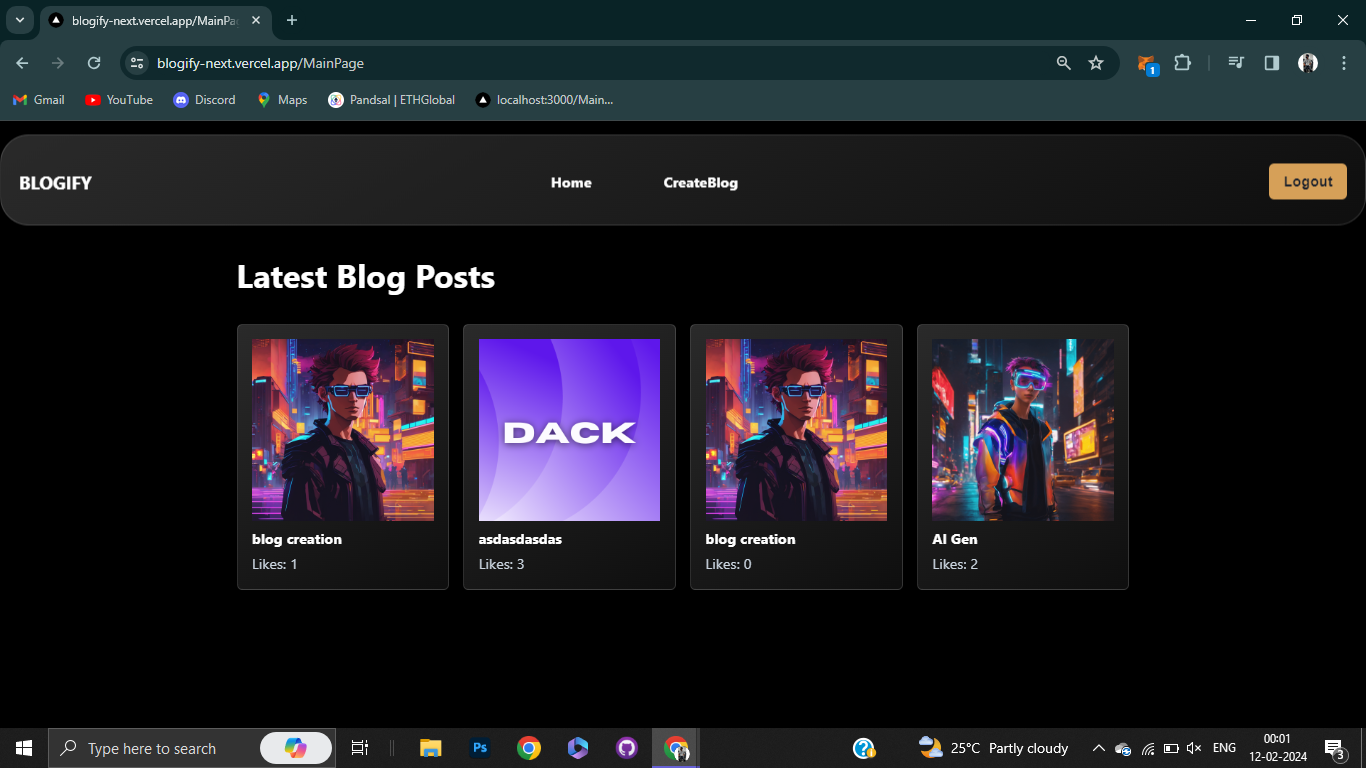 blogify-next.vercel.app/MainPa
blogify-next.vercel.app/MainPage
1
Gmail
YouTube
Discord
Maps
Pandsal | ETHGlobal
localhost:3000/Main...
BLOGIFY
Home
CreateBlog
Logout
Latest Blog Posts
DACK
blog creation
Likes: 1
asdasdasdas
Likes: 3
blog creation
Likes: 0
AI Gen
Likes: 2
Type here to search
Ps
25°C Partly cloudy
ENG
00:01
12-02-2024
3